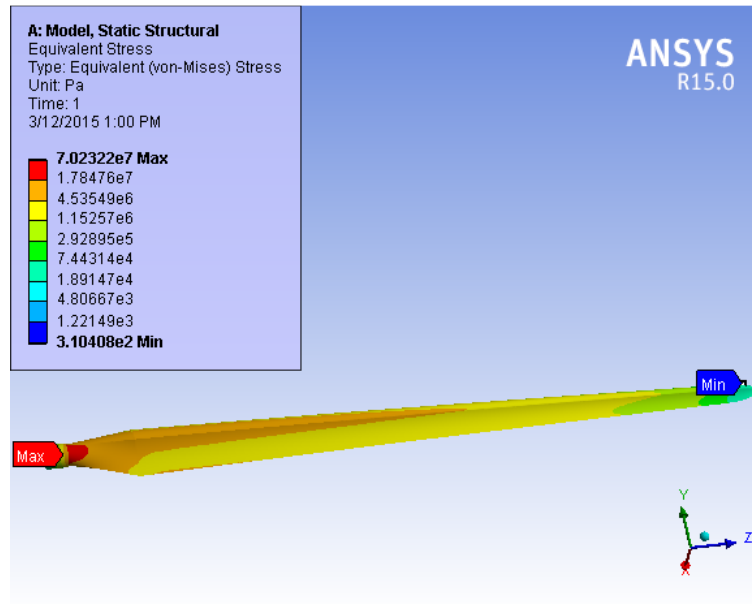 A: Model, Static Structural
Equivalent Stress
Type: Equivalent (von-Mises) Stress
Unit: Pa
Time: 1
3/12/2015 1:00 PM
7.02322e7 Max
1.78476e7
4.53549e6
1.15257e6
2.92895e5
7.44314e4
1.89147e4
4.80667e3
1.22149e3
3.10408e2 Min
ANSYS
R15.0
Min
Max
Y
Z
X